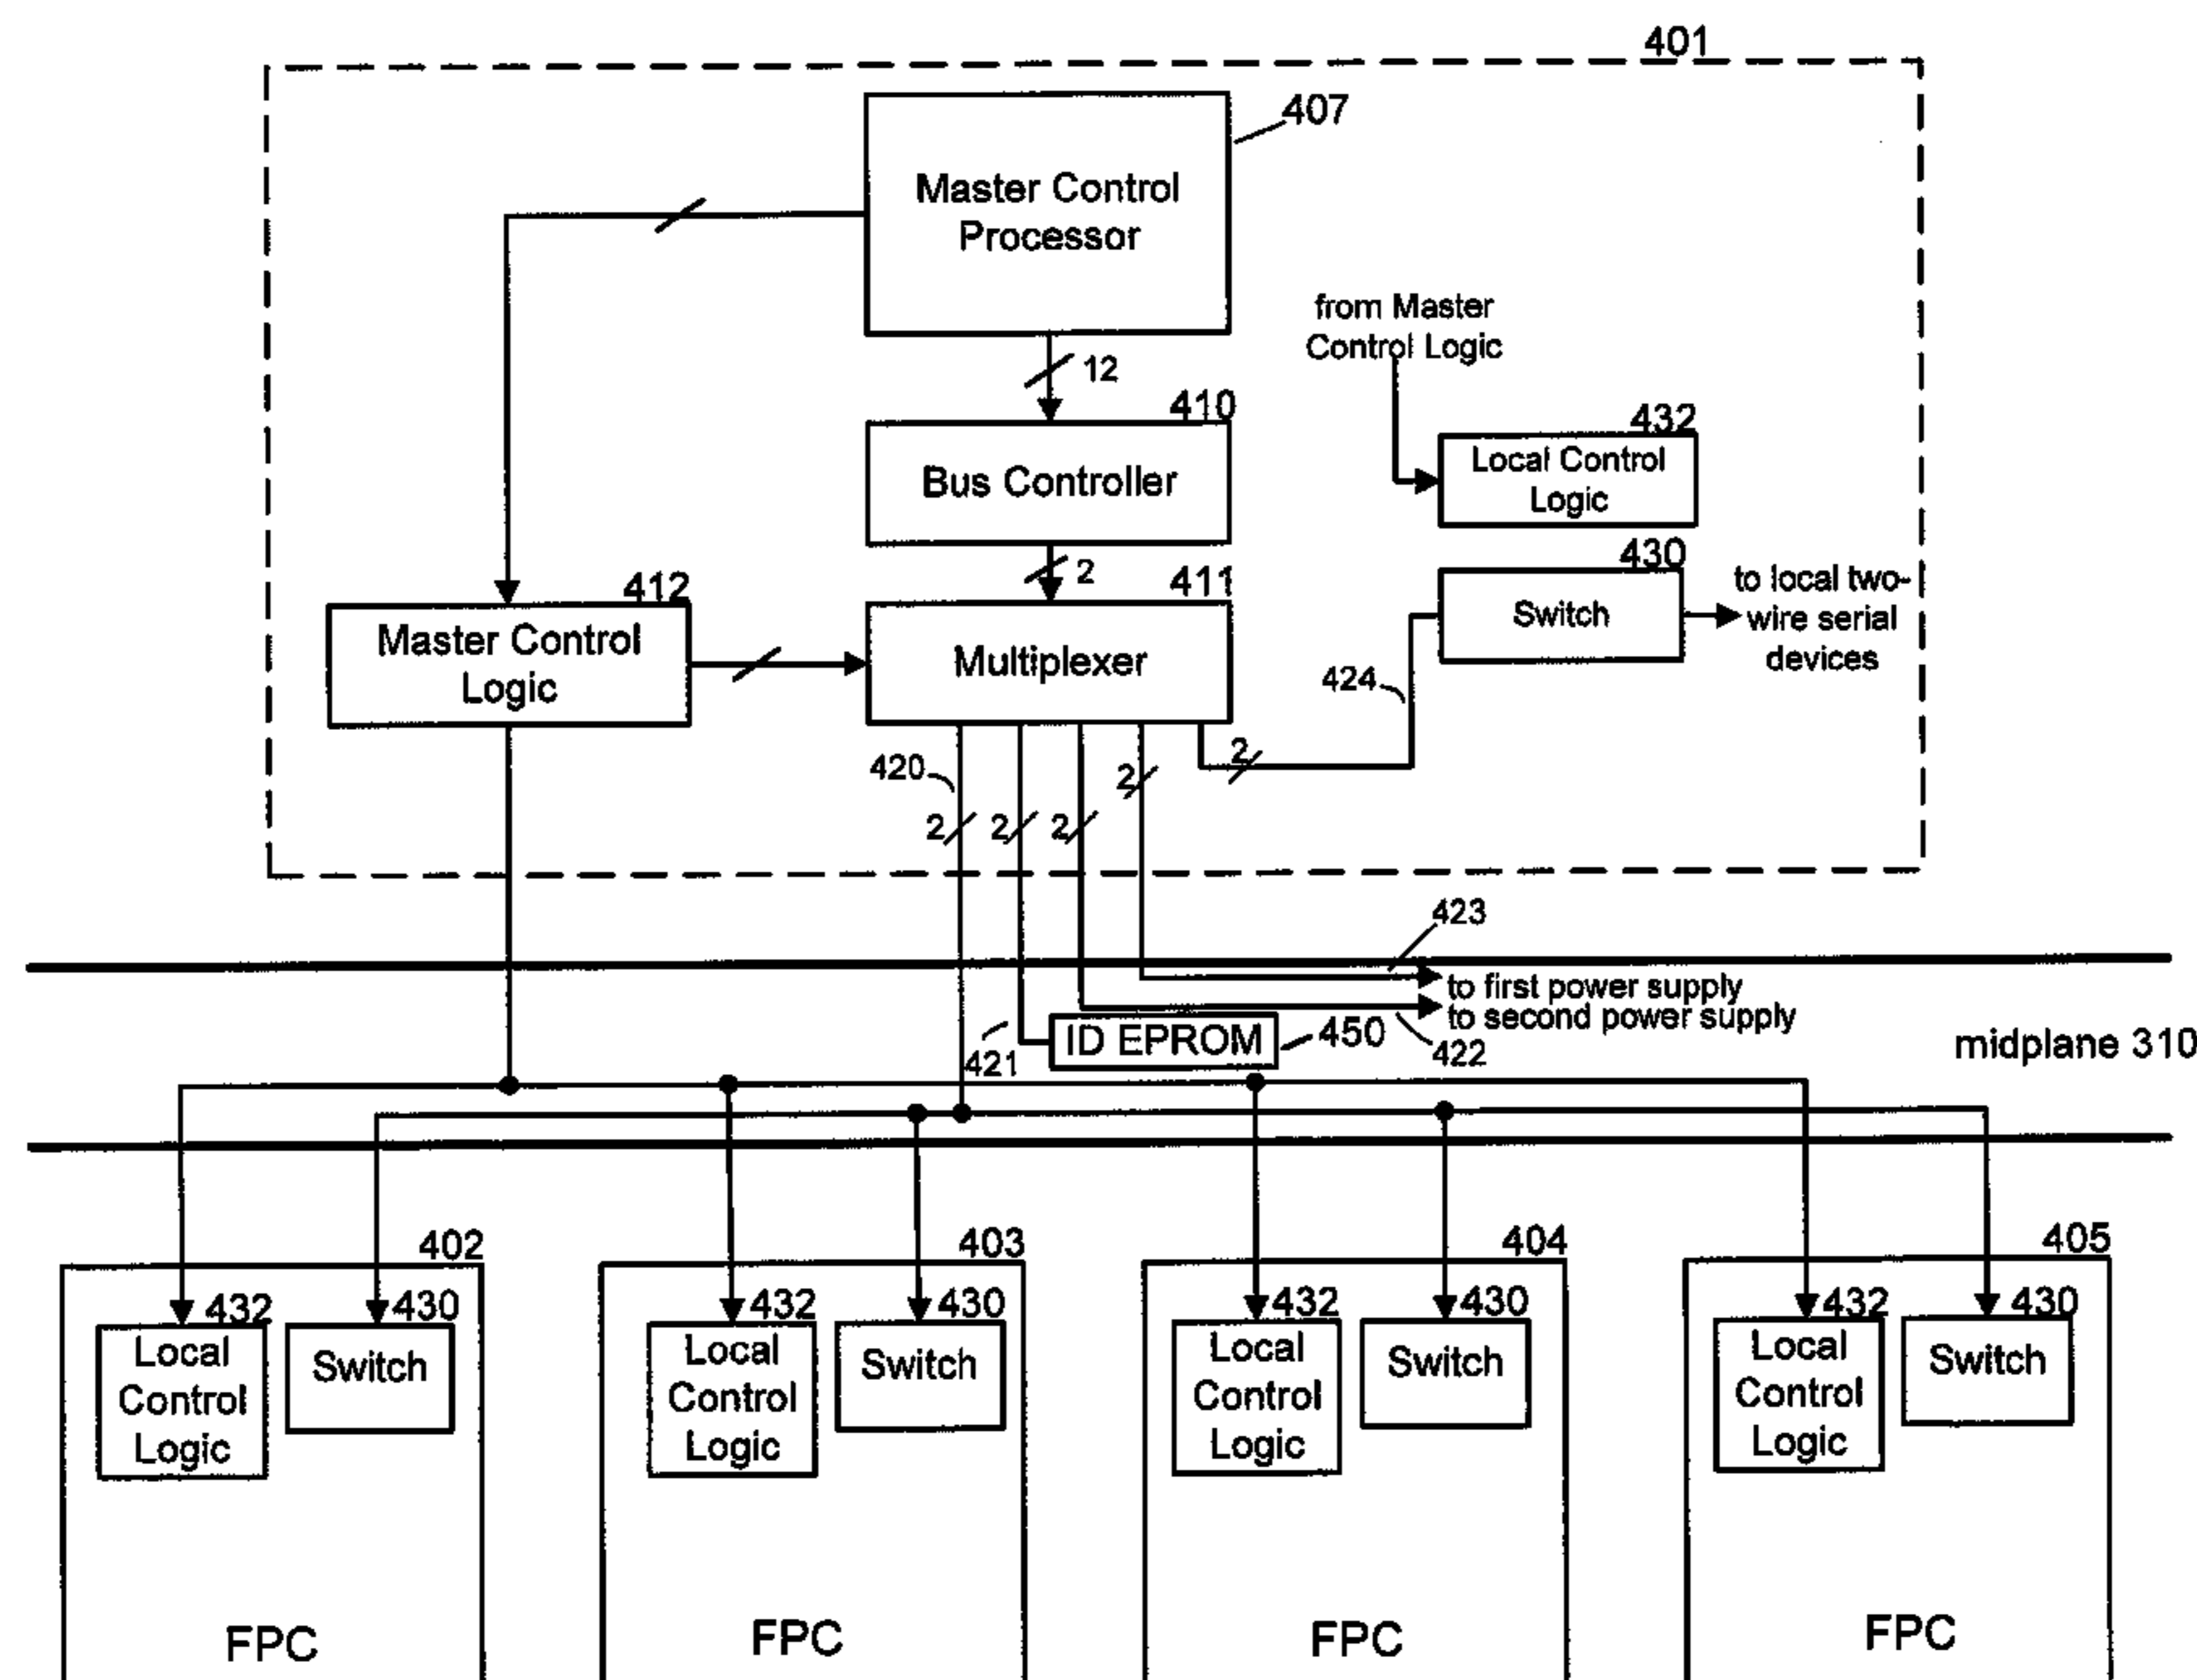 401
407
Master Control
Processor
from Master
Control Logic
12
410
Bus Controller
432
Local Control
Logic
2
411
430
Switch
to local two-
wire serial
devices
412
Master Control
Logic
Multiplexer
424
420
2
2
2
2
2
423
to first power supply
to second power supply
422
421
ID EPROM
450
midplane 310
402
403
404
405
432
430
432
430
432
430
432
430
Local
Control
Logic
Switch
Local
Control
Logic
Switch
Local
Control
Logic
Switch
Local
Control
Logic
Switch
FPC
FPC
FPC
FPC